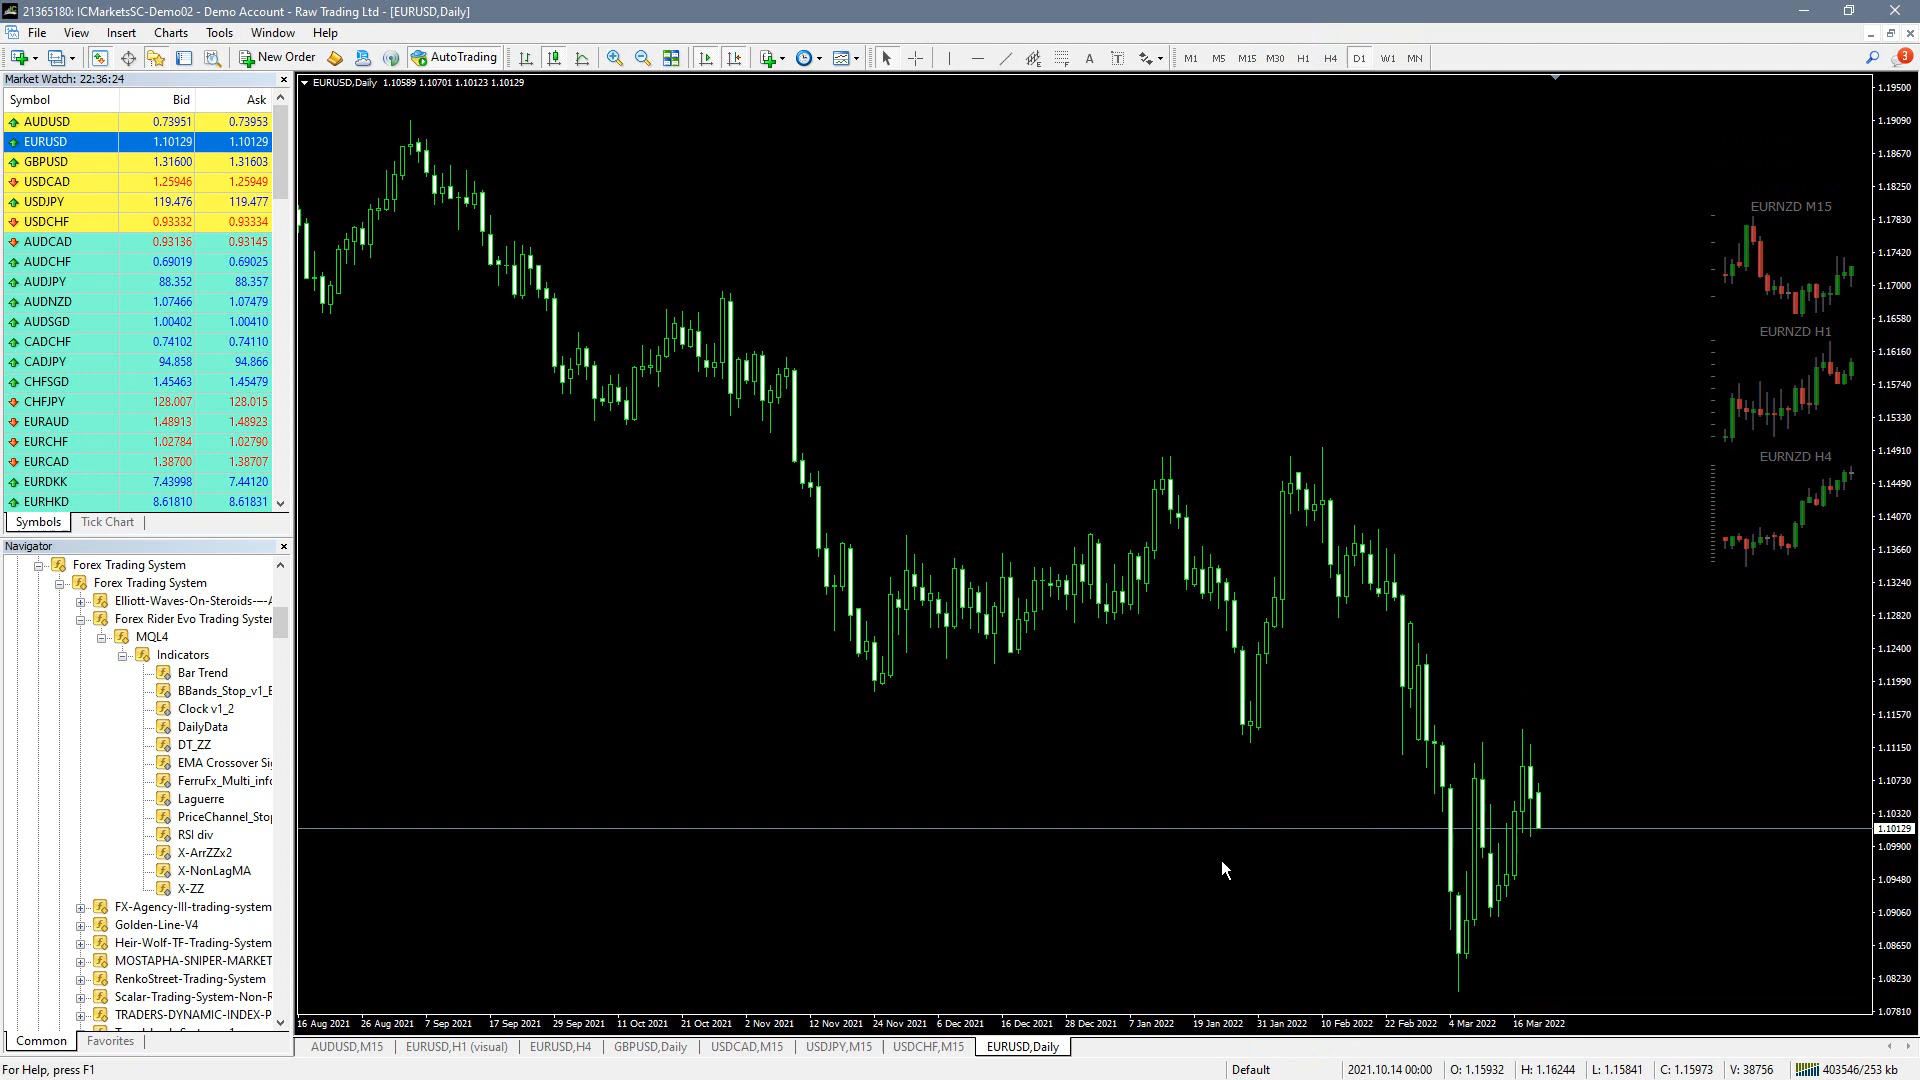 21365180: ICMarketsSC-Demo02 - Demo Account - Raw Trading Ltd - [EURUSD,Daily]
File View Insert Charts Tools Window Help
New Order AutoTrading A T M1 M5 M15 M30 H1 H4 D1 W1 MN 3
Market Watch: 22:36:24
Symbol Bid Ask
AUDUSD 0.73951 0.73953
EURUSD 1.10129 1.10129
GBPUSD 1.31600 1.31603
USDCAD 1.25946 1.25949
USDJPY 119.476 119.477
USDCHF 0.93332 0.93334
AUDCAD 0.93136 0.93145
AUDCHF 0.69019 0.69025
AUDJPY 88.352 88.357
AUDNZD 1.07466 1.07479
AUDSGD 1.00402 1.00410
CADCHF 0.74102 0.74110
CADJPY 94.858 94.866
CHFSGD 1.45463 1.45479
CHFJPY 128.007 128.015
EURAUD 1.48913 1.48923
EURCHF 1.02784 1.02790
EURCAD 1.38700 1.38707
EURDKK 7.43998 7.44120
EURHKD 8.61810 8.61831
Symbols Tick Chart
Navigator
Forex Trading System
Forex Trading System
Elliott-Waves-On-Steroids----A
Forex Rider Evo Trading System
MQL4
Indicators
Bar Trend
BBands_Stop_v1_E
Clock v1_2
DailyData
DT_ZZ
EMA Crossover Si
FerruFx_Multi_info
Laguerre
PriceChannel_Stop
RSI div
X-ArrZZx2
X-NonLagMA
X-ZZ
FX-Agency-III-trading-system
Golden-Line-V4
Heir-Wolf-TF-Trading-System
MOSTAPHA-SNIPER-MARKET
RenkoStreet-Trading-System
Scalar-Trading-System-Non-R
TRADERS-DYNAMIC-INDEX-P
Common Favorites
EURUSD,Daily 1.10589 1.10701 1.10123 1.10129
EURNZD M15
EURNZD H1
EURNZD H4
1.19500
1.19090
1.18670
1.18250
1.17830
1.17420
1.17000
1.16580
1.16160
1.15740
1.15330
1.14910
1.14490
1.14070
1.13660
1.13240
1.12820
1.12400
1.11990
1.11570
1.11150
1.10730
1.10320
1.10129
1.09900
1.09480
1.09060
1.08650
1.08230
1.07810
16 Aug 2021 26 Aug 2021 7 Sep 2021 17 Sep 2021 29 Sep 2021 11 Oct 2021 21 Oct 2021 2 Nov 2021 12 Nov 2021 24 Nov 2021 6 Dec 2021 16 Dec 2021 28 Dec 2021 7 Jan 2022 19 Jan 2022 31 Jan 2022 10 Feb 2022 22 Feb 2022 4 Mar 2022 16 Mar 2022
AUDUSD,M15 EURUSD,H1 (visual) EURUSD,H4 GBPUSD,Daily USDCAD,M15 USDJPY,M15 USDCHF,M15 EURUSD,Daily
For Help, press F1 Default 2021.10.14 00:00 O: 1.15932 H: 1.16244 L: 1.15841 C: 1.15973 V: 38756 403546/253 kb